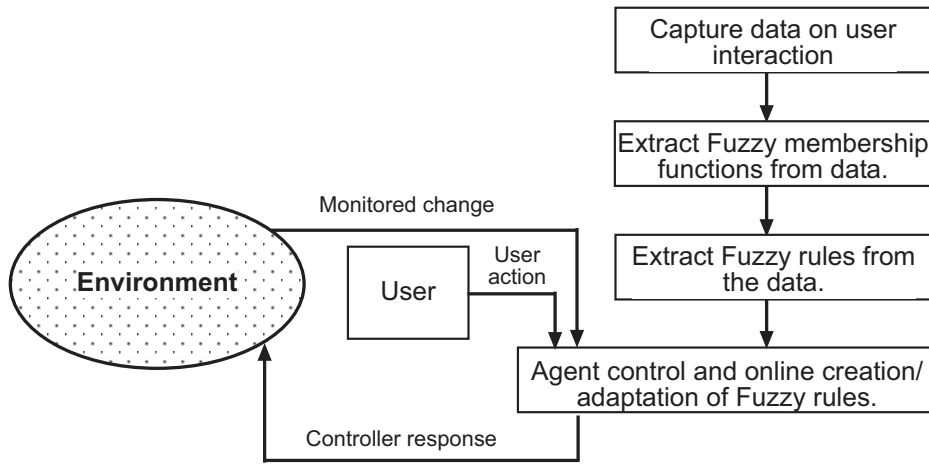 Capture data on user
interaction
Extract Fuzzy membership
functions from data.
Monitored change
Environment
User
User
action
Extract Fuzzy rules from
the data.
Agent control and online creation/
adaptation of Fuzzy rules.
Controller response